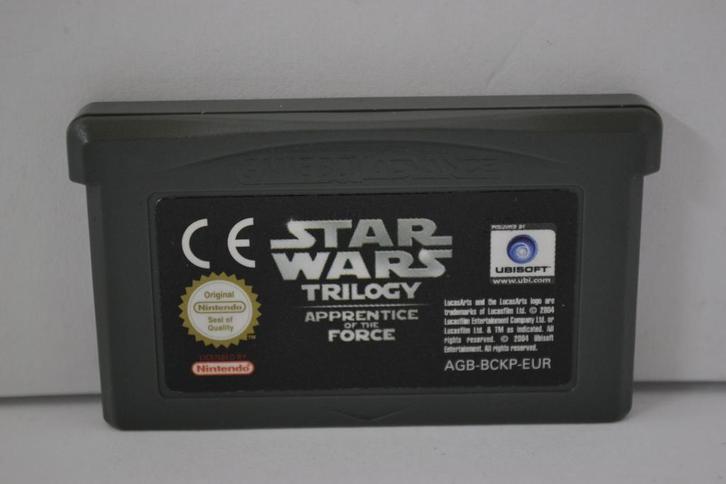 GAME BOY ADVANCE
CE
STAR
WARS
TRILOGY
APPRENTICE
OF THE
FORCE
Original
Nintendo
Seal of
Quality
TM
LICENSED BY
Nintendo
UBISOFT
www.ubi.com
LucasArts and the LucasArts logo are
trademarks of Lucasfilm Ltd. © 2004
Lucasfilm Entertainment Company Ltd. or
Lucasfilm Ltd. & TM as indicated. All
rights reserved. © 2004 Ubisoft
Entertainment. All rights reserved.
AGB-BCKP-EUR